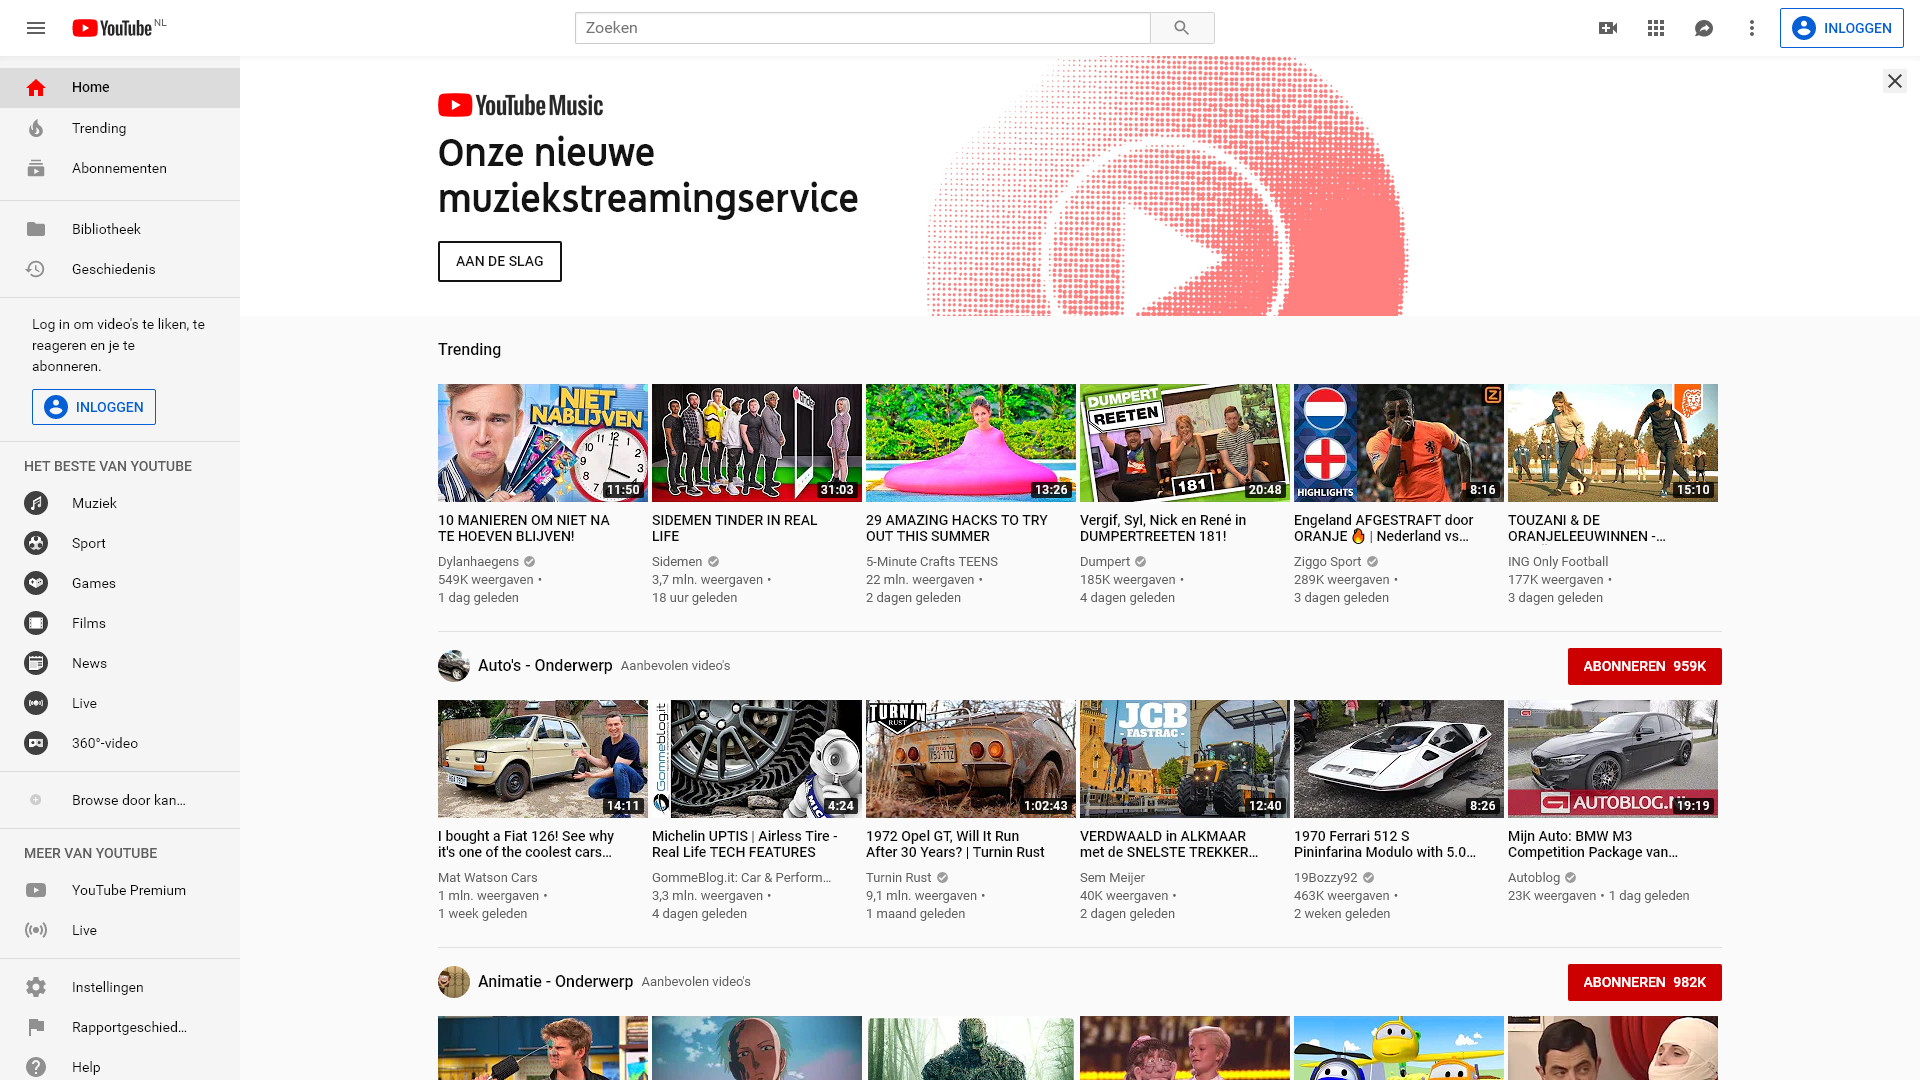 YouTube NL
Zoeken
INLOGGEN
Home
Trending
Abonnementen
Bibliotheek
Geschiedenis
Log in om video's te liken, te
reageren en je te
abonneren.
INLOGGEN
HET BESTE VAN YOUTUBE
Muziek
Sport
Games
Films
News
Live
360°-video
Browse door kan...
MEER VAN YOUTUBE
YouTube Premium
Live
Instellingen
Rapportgeschied...
Help
YouTube Music
Onze nieuwe
muziekstreamingservice
AAN DE SLAG
Trending
NIET
NABLIJVEN
11:50
10 MANIEREN OM NIET NA
TE HOEVEN BLIJVEN!
Dylanhaegens
549K weergaven •
1 dag geleden
31:03
SIDEMEN TINDER IN REAL
LIFE
Sidemen
3,7 mln. weergaven •
18 uur geleden
13:26
29 AMAZING HACKS TO TRY
OUT THIS SUMMER
5-Minute Crafts TEENS
22 mln. weergaven •
2 dagen geleden
DUMPERT
REETEN
181
20:48
Vergif, Syl, Nick en René in
DUMPERTREETEN 181!
Dumpert
185K weergaven •
4 dagen geleden
HIGHLIGHTS
8:16
Engeland AFGESTRAFT door
ORANJE 🔥 | Nederland vs...
Ziggo Sport
289K weergaven •
3 dagen geleden
15:10
TOUZANI & DE
ORANJELEEUWINNEN -...
ING Only Football
177K weergaven •
3 dagen geleden
Auto's - Onderwerp Aanbevolen video's
ABONNEREN 959K
14:11
I bought a Fiat 126! See why
it's one of the coolest cars...
Mat Watson Cars
1 mln. weergaven •
1 week geleden
Gommeblog.it
4:24
Michelin UPTIS | Airless Tire -
Real Life TECH FEATURES
GommeBlog.it: Car & Perform...
3,3 mln. weergaven •
4 dagen geleden
TURNIN
RUST
1:02:43
1972 Opel GT, Will It Run
After 30 Years? | Turnin Rust
Turnin Rust
9,1 mln. weergaven •
1 maand geleden
JCB
- FASTRAC -
12:40
VERDWAALD in ALKMAAR
met de SNELSTE TREKKER...
Sem Meijer
40K weergaven •
2 dagen geleden
8:26
1970 Ferrari 512 S
Pininfarina Modulo with 5.0...
19Bozzy92
463K weergaven •
2 weken geleden
AUTOBLOG.NL
19:19
Mijn Auto: BMW M3
Competition Package van...
Autoblog
23K weergaven • 1 dag geleden
Animatie - Onderwerp Aanbevolen video's
ABONNEREN 982K